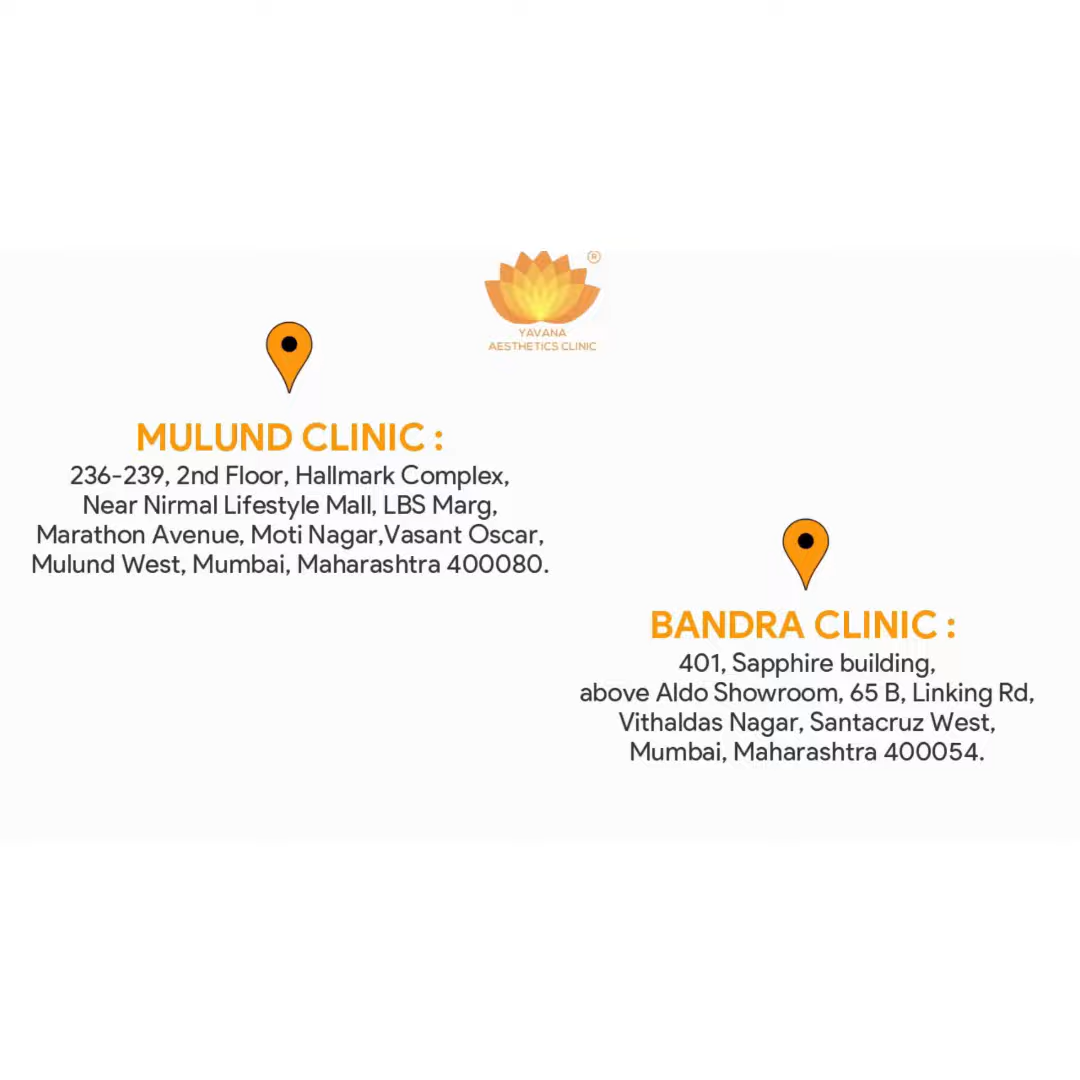 ®
YAVANA
AESTHETICS CLINIC
MULUND CLINIC :
236-239, 2nd Floor, Hallmark Complex,
Near Nirmal Lifestyle Mall, LBS Marg,
Marathon Avenue, Moti Nagar,Vasant Oscar,
Mulund West, Mumbai, Maharashtra 400080.
BANDRA CLINIC :
401, Sapphire building,
above Aldo Showroom, 65 B, Linking Rd,
Vithaldas Nagar, Santacruz West,
Mumbai, Maharashtra 400054.